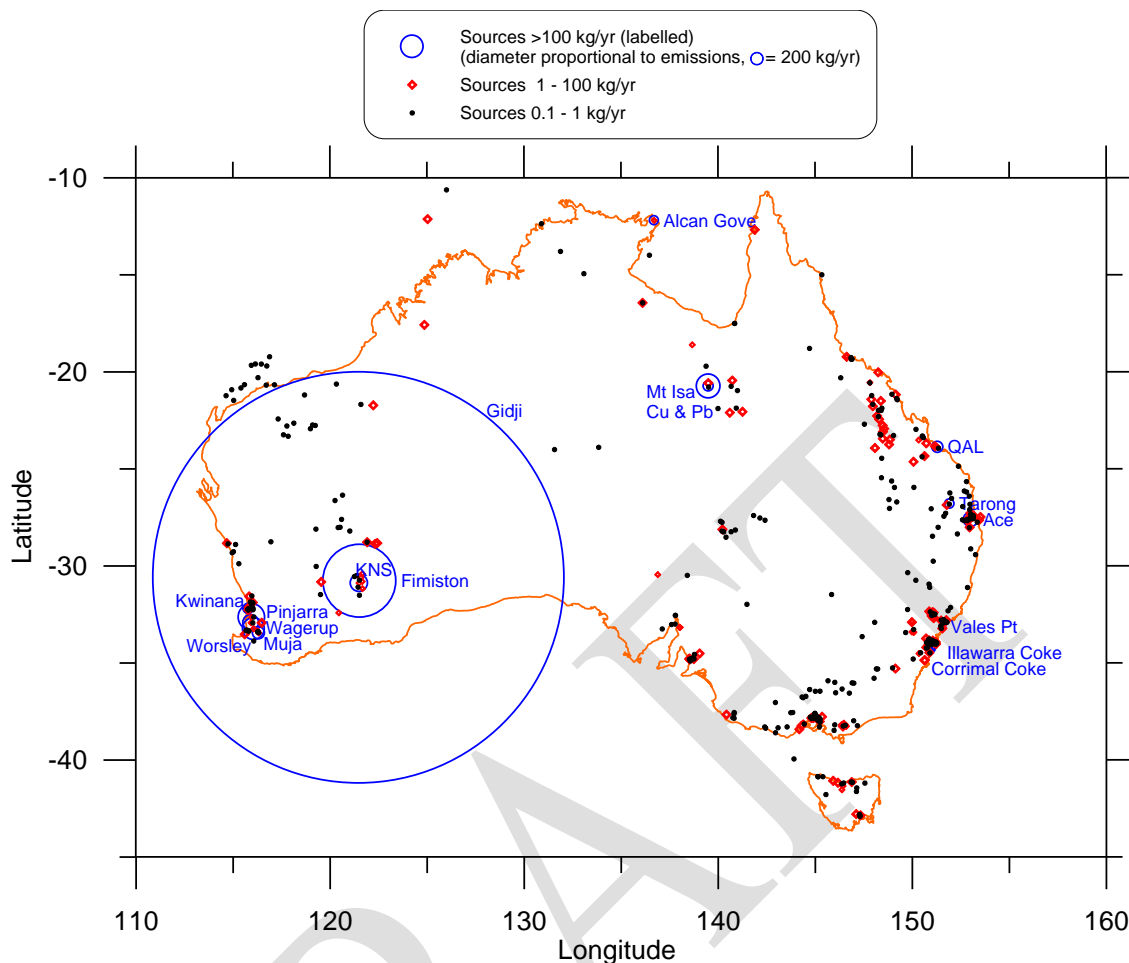 Sources >100 kg/yr (labelled)
(diameter proportional to emissions, = 200 kg/yr)
Sources 1 - 100 kg/yr
Sources 0.1 - 1 kg/yr
-10
-20
-30
-40
Latitude
110
120
130
140
150
160
Longitude
Alcan Gove
Mt Isa
Cu & Pb
Gidji
QAL
Tarong
Ace
KNS
Fimiston
Kwinana
Pinjarra
Wagerup
Worsley
Muja
Vales Pt
Illawarra Coke
Corrimal Coke
DRAFT